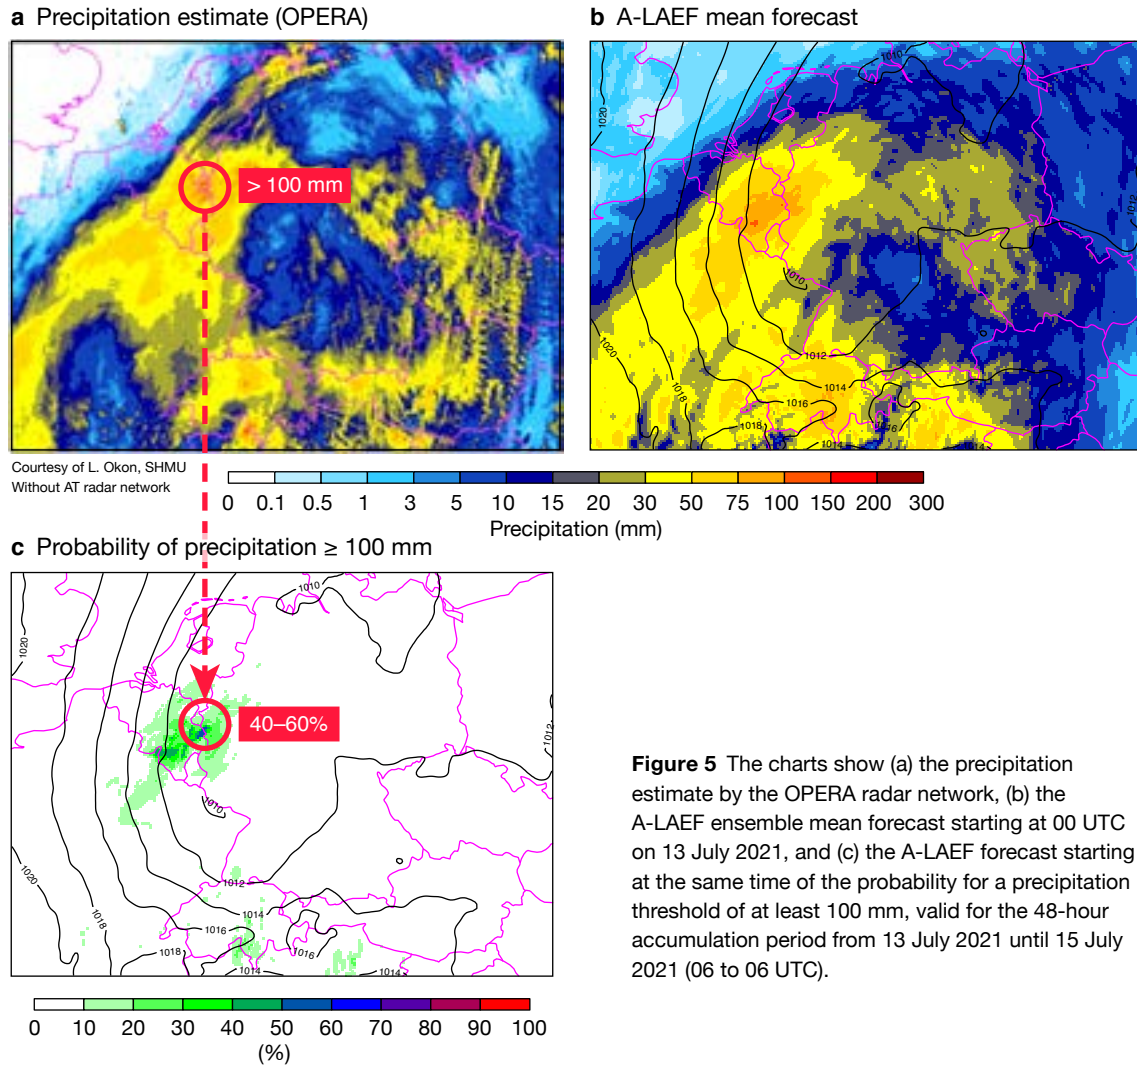 a Precipitation estimate (OPERA)
b A-LAEF mean forecast
> 100 mm
1020
1010
1012
1010
1012
1014
1016
1018
1020
1018
1016
1014
Courtesy of L. Okon, SHMU
Without AT radar network
0 0.1 0.5 1 3 5 10 15 20 30 50 75 100 150 200 300
Precipitation (mm)
c Probability of precipitation ≥ 100 mm
1020
1010
1012
40–60%
1010
1012
1014
1016
1018
1020
1018
1016
1014
1014
0 10 20 30 40 50 60 70 80 90 100
(%)
Figure 5 The charts show (a) the precipitation
estimate by the OPERA radar network, (b) the
A-LAEF ensemble mean forecast starting at 00 UTC
on 13 July 2021, and (c) the A-LAEF forecast starting
at the same time of the probability for a precipitation
threshold of at least 100 mm, valid for the 48-hour
accumulation period from 13 July 2021 until 15 July
2021 (06 to 06 UTC).